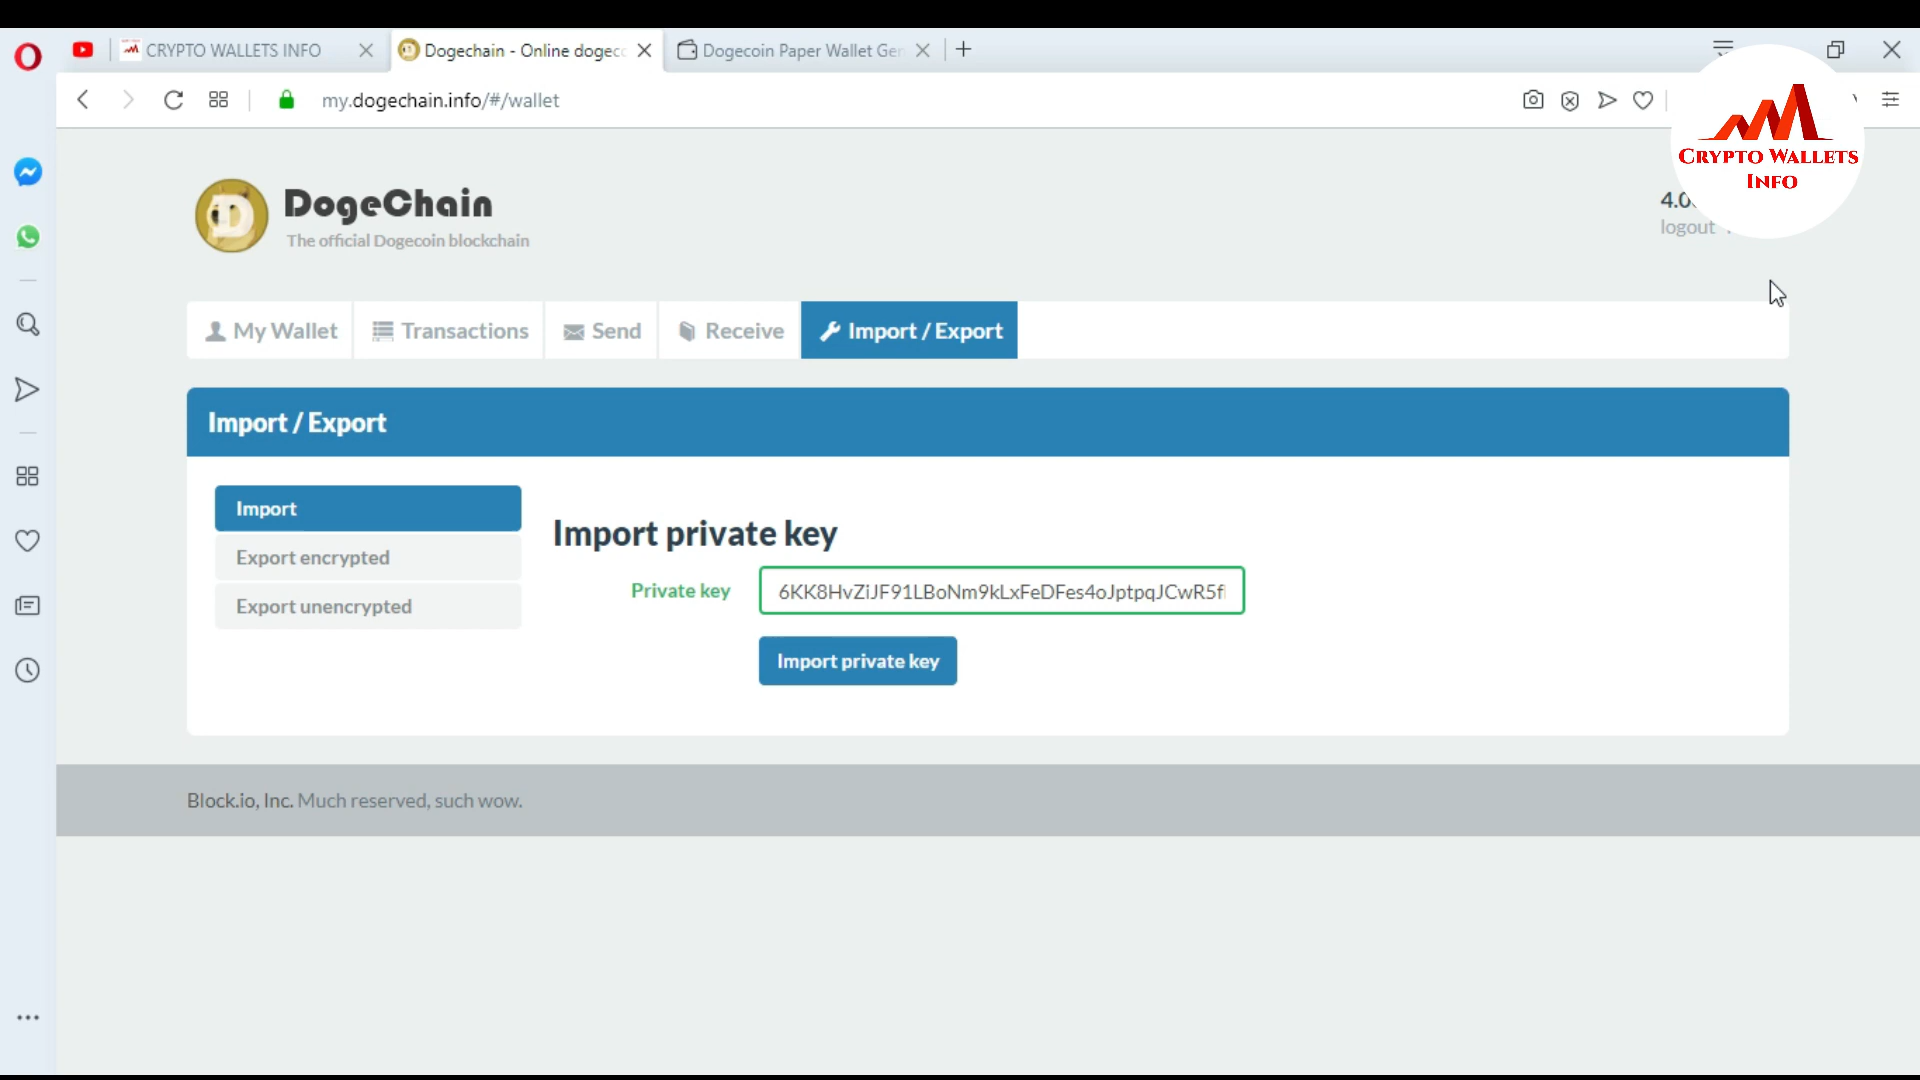 CRYPTO WALLETS INFO
Dogechain - Online dogec
Dogecoin Paper Wallet Ger
my.dogechain.info/#/wallet
CRYPTO WALLETS
INFO
DogeChain
The official Dogecoin blockchain
4.0
logout
My Wallet
Transactions
Send
Receive
Import / Export
Import / Export
Import
Export encrypted
Export unencrypted
Import private key
Private key
6KK8HvZiJF91LBoNm9kLxFeDFes4oJptpqJCwR5f
Import private key
Block.io, Inc. Much reserved, such wow.